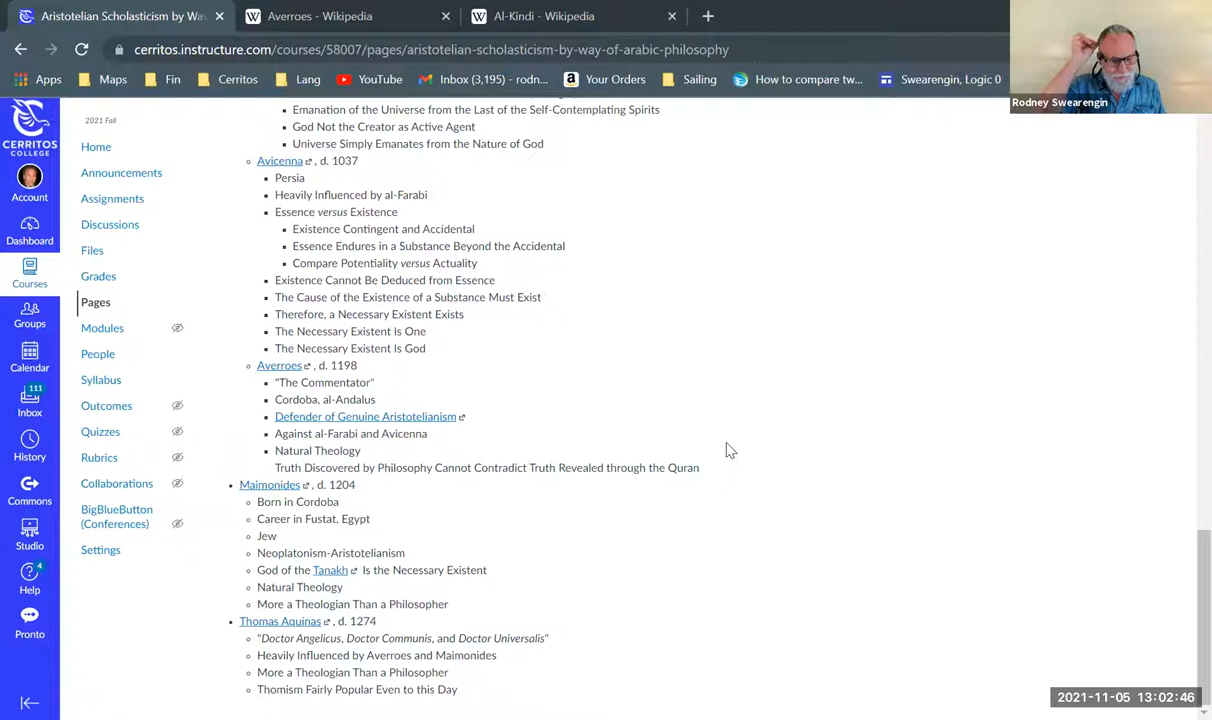 Aristotelian Scholasticism by Way
Averroes - Wikipedia
Al-Kindi - Wikipedia
cerritos.instructure.com/courses/58007/pages/aristotelian-scholasticism-by-way-of-arabic-philosophy
Apps
Maps
Fin
Cerritos
Lang
YouTube
Inbox (3,195) - rodn...
Your Orders
Sailing
How to compare tw...
Swearengin, Logic 0
Rodney Swearengin
CERRITOS
COLLEGE
Account
Dashboard
Courses
Groups
Calendar
111
Inbox
History
Commons
Studio
4
Help
Pronto
2021 Fall
Home
Announcements
Assignments
Discussions
Files
Grades
Pages
Modules
People
Syllabus
Outcomes
Quizzes
Rubrics
Collaborations
BigBlueButton
(Conferences)
Settings
Emanation of the Universe from the Last of the Self-Contemplating Spirits
God Not the Creator as Active Agent
Universe Simply Emanates from the Nature of God
Avicenna, d. 1037
Persia
Heavily Influenced by al-Farabi
Essence versus Existence
Existence Contingent and Accidental
Essence Endures in a Substance Beyond the Accidental
Compare Potentiality versus Actuality
Existence Cannot Be Deduced from Essence
The Cause of the Existence of a Substance Must Exist
Therefore, a Necessary Existent Exists
The Necessary Existent Is One
The Necessary Existent Is God
Averroes, d. 1198
"The Commentator"
Cordoba, al-Andalus
Defender of Genuine Aristotelianism
Against al-Farabi and Avicenna
Natural Theology
Truth Discovered by Philosophy Cannot Contradict Truth Revealed through the Quran
Maimonides, d. 1204
Born in Cordoba
Career in Fustat, Egypt
Jew
Neoplatonism-Aristotelianism
God of the Tanakh Is the Necessary Existent
Natural Theology
More a Theologian Than a Philosopher
Thomas Aquinas, d. 1274
"Doctor Angelicus, Doctor Communis, and Doctor Universalis"
Heavily Influenced by Averroes and Maimonides
More a Theologian Than a Philosopher
Thomism Fairly Popular Even to this Day
2021-11-05 13:02:46